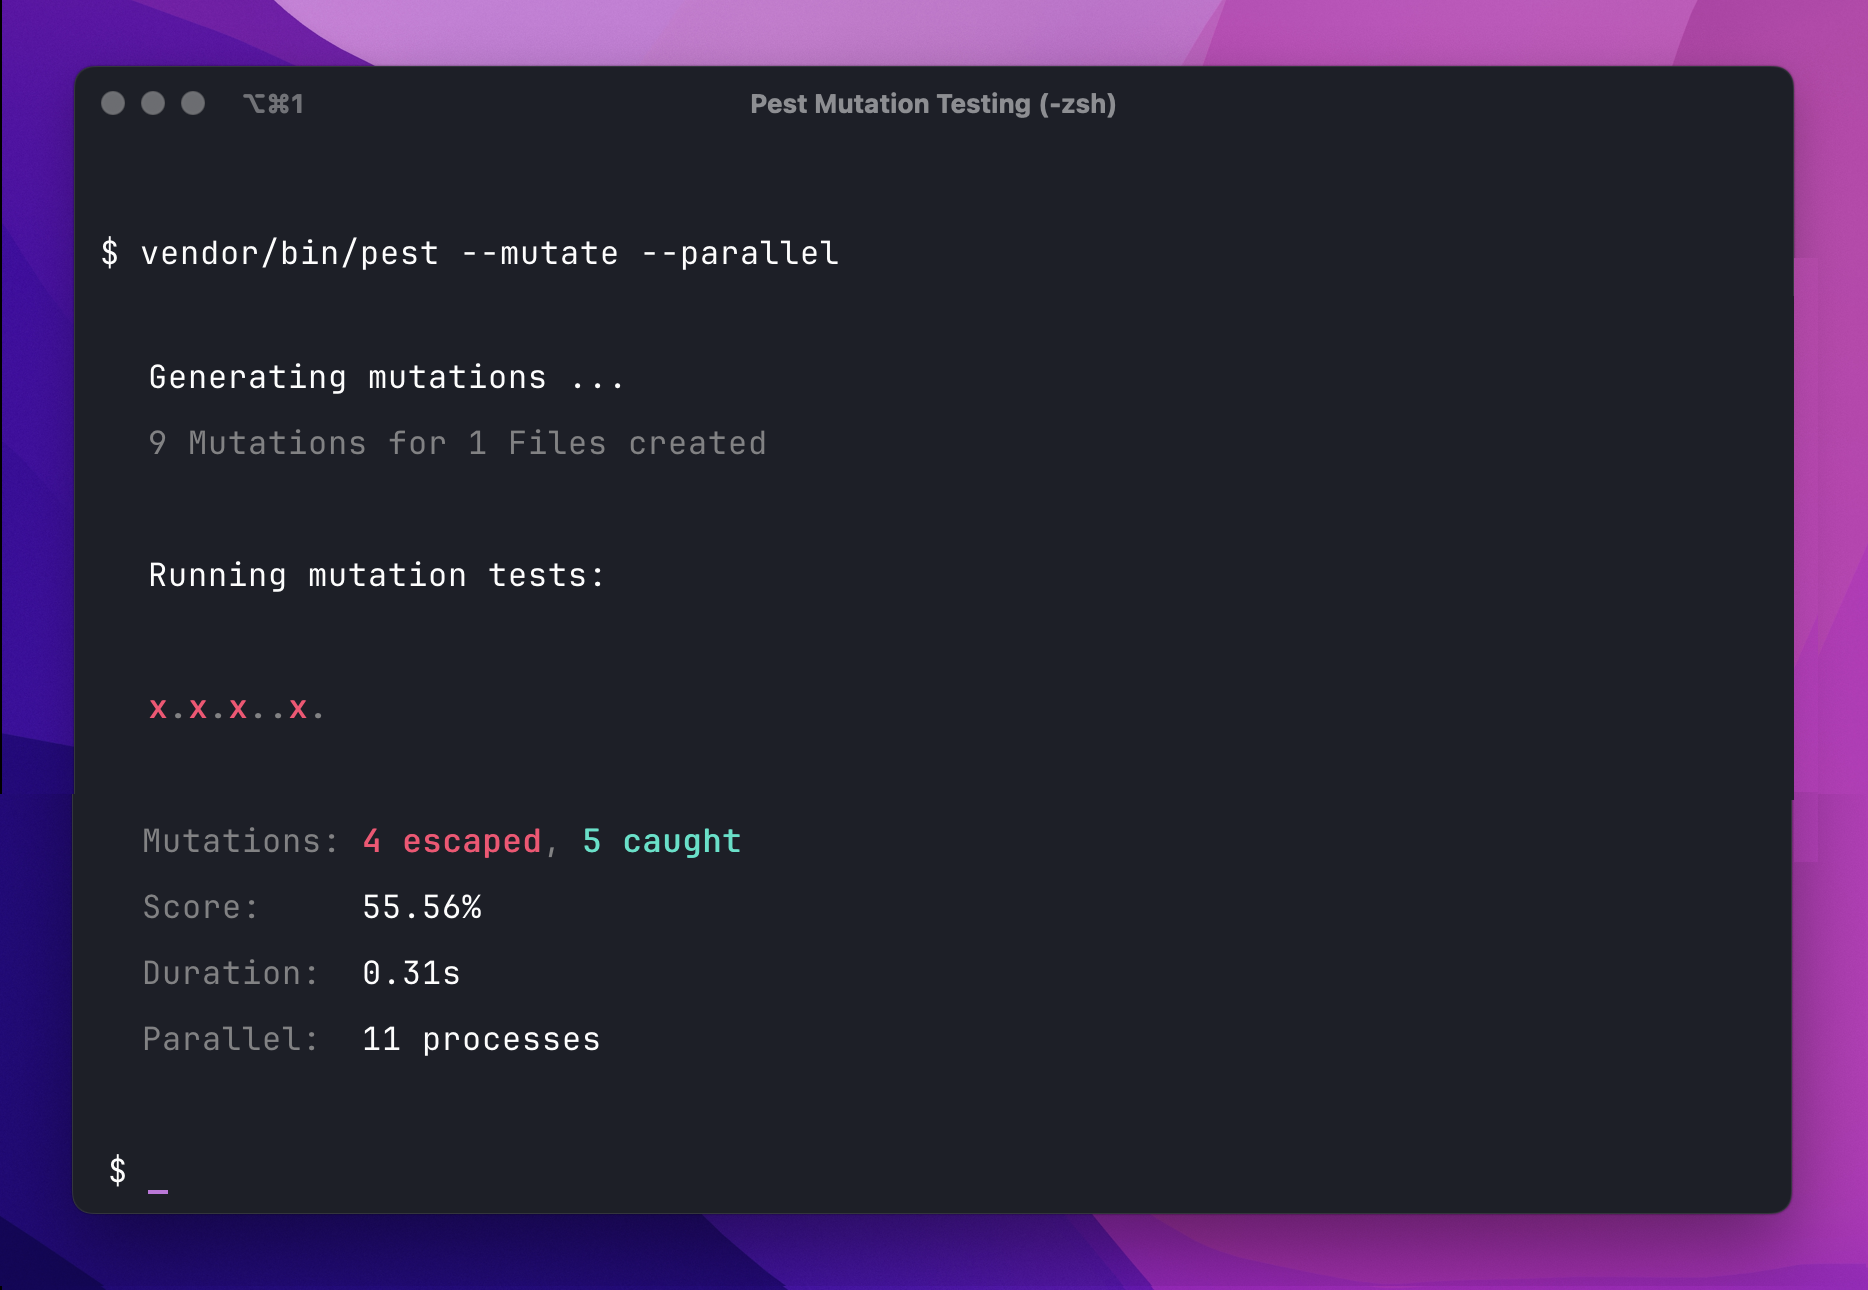 ⌥⌘1 Pest Mutation Testing (-zsh)
$ vendor/bin/pest --mutate --parallel
Generating mutations ...
9 Mutations for 1 Files created
Running mutation tests:
x.x.x..x.
Mutations: 4 escaped, 5 caught
Score: 55.56%
Duration: 0.31s
Parallel: 11 processes
$ _